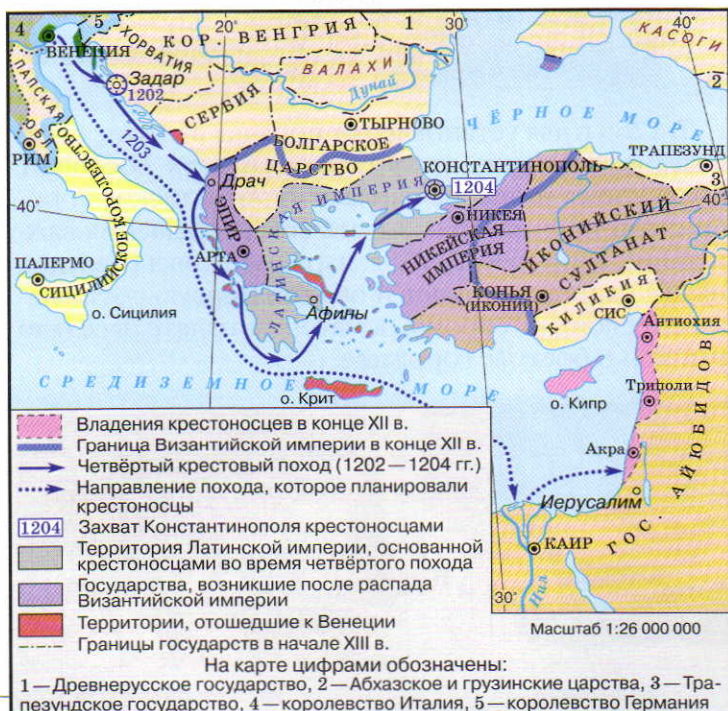 4
5
ВЕНЕЦИЯ
ХОРВАТИЯ
КОР. ВЕНГРИЯ
20°
1
30°
40°
КАСОГИ
Задар
1202
ВАЛАХИ
Дунай
2
ПАПСКАЯ ОБЛ.
СЕРБИЯ
ТЫРНОВО
ЧЁРНОЕ МОРЕ
РИМ
1203
БОЛГАРСКОЕ
ЦАРСТВО
КОНСТАНТИНОПОЛЬ
1204
ТРАПЕЗУНД
3
Драч
40°
40°
СИЦИЛИЙСКОЕ КОРОЛЕВСТВО
ЭПИР
АРТА
ЛАТИНСКАЯ ИМПЕРИЯ
НИКЕЯ
НИКЕЙСКАЯ
ИМПЕРИЯ
ИКОНИЙСКИЙ
СУЛТАНАТ
ПАЛЕРМО
о. Сицилия
ЛАТИНСКАЯ
Афины
КОНЬЯ
(ИКОНИЙ)
КИЛИКИЯ
СИС
Антиохия
СРЕДИЗЕМНОЕ МОРЕ
о. Крит
о. Кипр
Триполи
Акра
Иерусалим
ГОС. АЙЮБИДОВ
КАИР
Нил
30°
Владения крестоносцев в конце XII в.
Граница Византийской империи в конце XII в.
Четвёртый крестовый поход (1202 — 1204 гг.)
Направление похода, которое планировали
крестоносцы
1204 Захват Константинополя крестоносцами
Территория Латинской империи, основанной
крестоносцами во время четвёртого похода
Государства, возникшие после распада
Византийской империи
Территории, отошедшие к Венеции
Границы государств в начале XIII в.
Масштаб 1:26 000 000
На карте цифрами обозначены:
1 — Древнерусское государство, 2 — Абхазское и грузинские царства, 3 — Тра-
пезундское государство, 4 — королевство Италия, 5 — королевство Германия